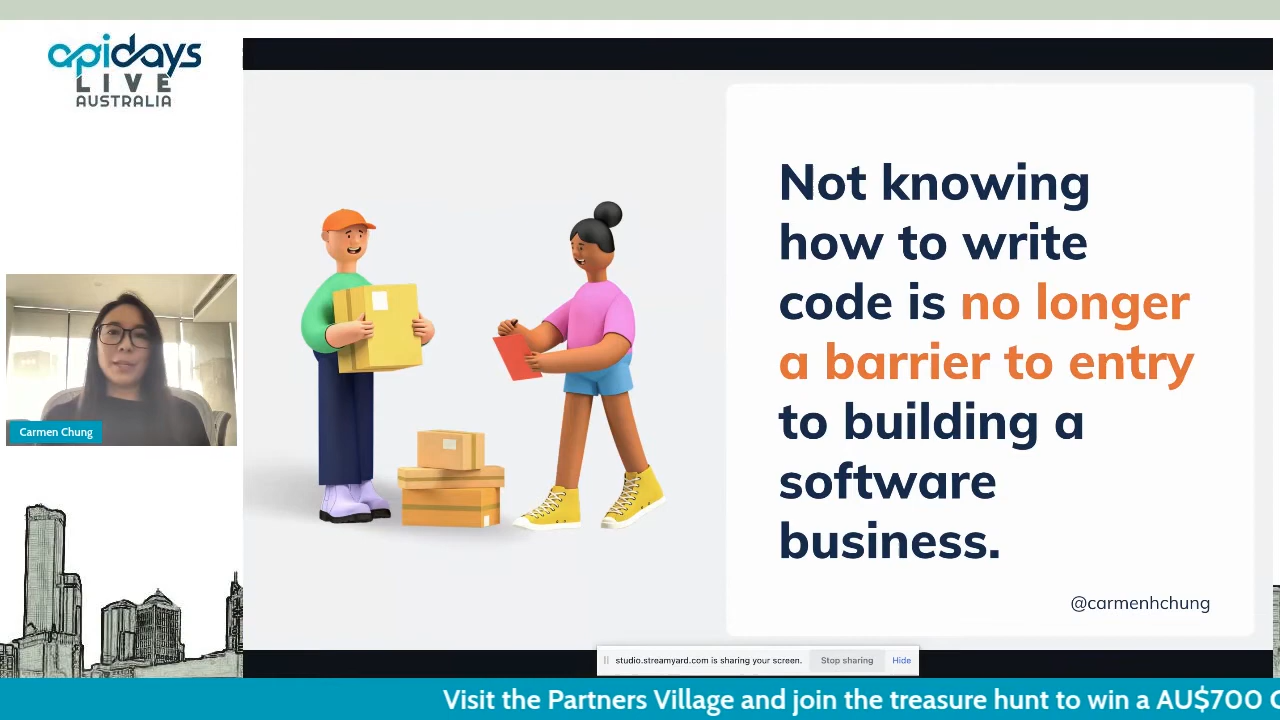 apidays
LIVE
AUSTRALIA
Not knowing
how to write
code is no longer
a barrier to entry
to building a
software
business.
@carmenhchung
Carmen Chung
studio.streamyard.com is sharing your screen.
Stop sharing
Hide
Visit the Partners Village and join the treasure hunt to win a AU$700